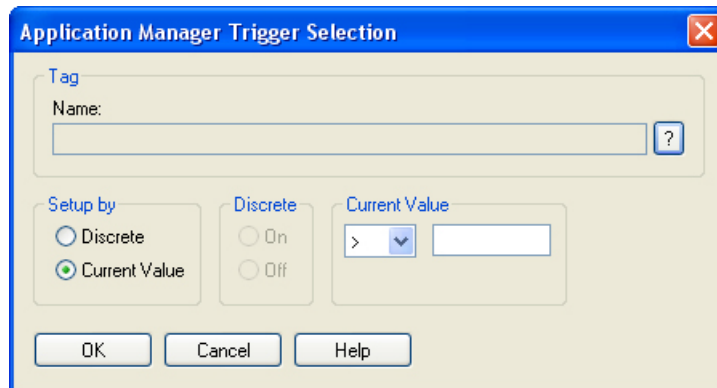 Application Manager Trigger Selection
Tag
Name:
?
Setup by
Discrete
Current Value
Discrete
On
Off
Current Value
>
OK
Cancel
Help